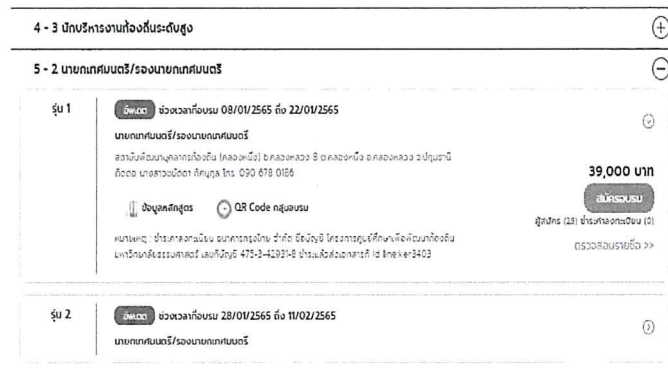 4 - 3 นักบริหารงานท้องถิ่นระดับสูง
5 - 2 นายกเทศมนตรี/รองนายกเทศมนตรี
รุ่น 1
อัพเดต ช่วงเวลาที่อบรม 08/01/2565 ถึง 22/01/2565
นายกเทศมนตรี/รองนายกเทศมนตรี
สถาบันพัฒนาบุคลากรท้องถิ่น (คลองหนึ่ง) ถ.คลองหลวง 8 ต.คลองหนึ่ง อ.คลองหลวง จ.ปทุมธานี
ติดต่อ นางสาว โทร. 090 678 0186
39,000 บาท
สมัครอบรม
ผู้สมัคร (28) ชำระค่าลงทะเบียน (0)
ข้อมูลหลักสูตร
QR Code กลุ่มอบรม
ตรวจสอบรายชื่อ >>
หมายเหตุ : ชำระค่าลงทะเบียน ธนาคารกรุงไทย จำกัด ชื่อบัญชี โครงการศูนย์ศึกษาเพื่อพัฒนาท้องถิ่น
มหาวิทยาลัยธรรมศาสตร์ เลขที่บัญชี 475-3-42931-8 ชำระแล้วส่งเอกสารที่ id line
รุ่น 2
อัพเดต ช่วงเวลาที่อบรม 28/01/2565 ถึง 11/02/2565
นายกเทศมนตรี/รองนายกเทศมนตรี